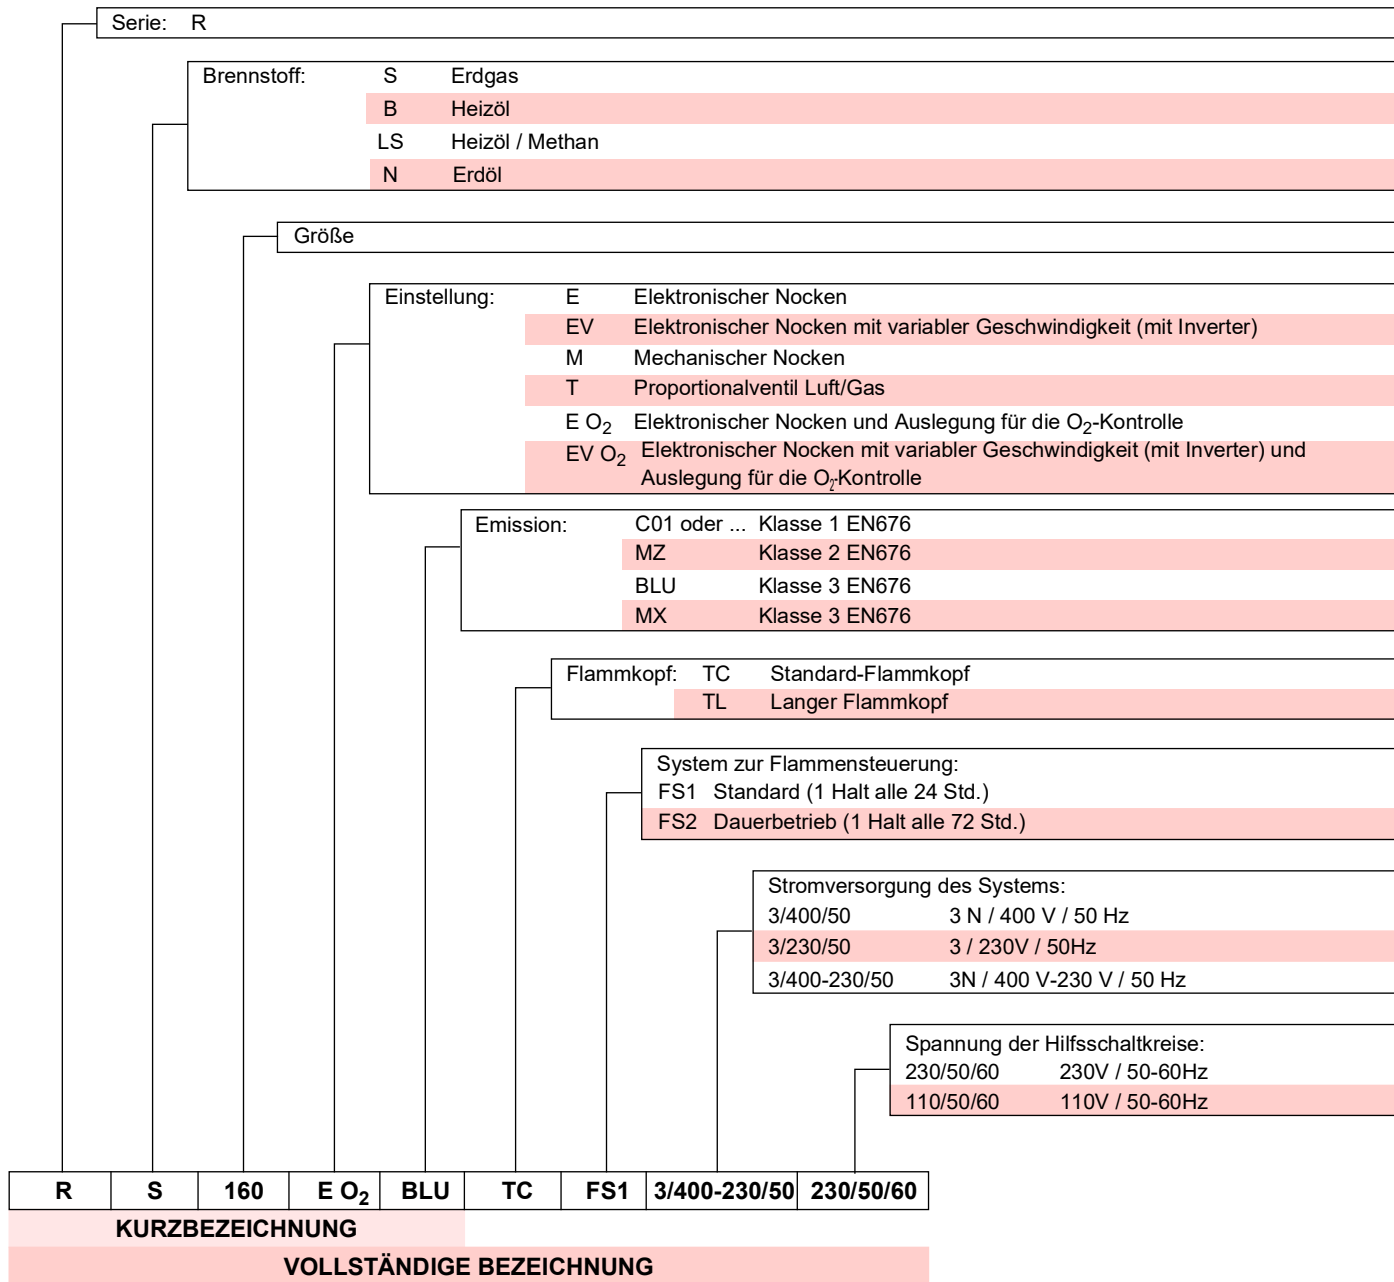 Serie: R
Brennstoff: S Erdgas
B Heizöl
LS Heizöl / Methan
N Erdöl
Größe
Einstellung: E Elektronischer Nocken
EV Elektronischer Nocken mit variabler Geschwindigkeit (mit Inverter)
M Mechanischer Nocken
T Proportionalventil Luft/Gas
E O₂ Elektronischer Nocken und Auslegung für die O₂-Kontrolle
EV O₂ Elektronischer Nocken mit variabler Geschwindigkeit (mit Inverter) und
Auslegung für die O₂-Kontrolle
Emission: C01 oder ... Klasse 1 EN676
MZ Klasse 2 EN676
BLU Klasse 3 EN676
MX Klasse 3 EN676
Flammkopf: TC Standard-Flammkopf
TL Langer Flammkopf
System zur Flammensteuerung:
FS1 Standard (1 Halt alle 24 Std.)
FS2 Dauerbetrieb (1 Halt alle 72 Std.)
Stromversorgung des Systems:
3/400/50 3 N / 400 V / 50 Hz
3/230/50 3 / 230V / 50Hz
3/400-230/50 3N / 400 V-230 V / 50 Hz
Spannung der Hilfsschaltkreise:
230/50/60 230V / 50-60Hz
110/50/60 110V / 50-60Hz
R S 160 E O₂ BLU TC FS1 3/400-230/50 230/50/60
KURZBEZEICHNUNG
VOLLSTÄNDIGE BEZEICHNUNG